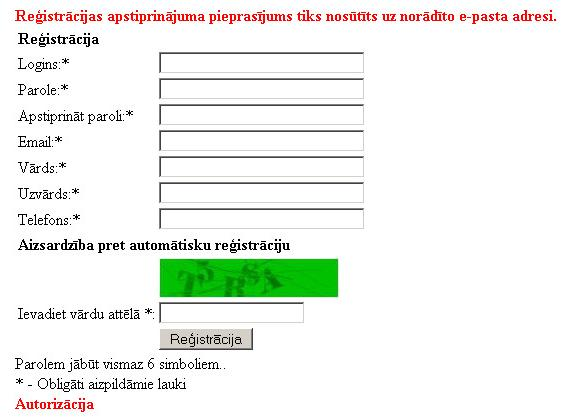 Reģistrācijas apstiprinājuma pieprasījums tiks nosūtīts uz norādīto e-pasta adresi.
Reģistrācija
Logins:*
Parole:*
Apstiprināt paroli:*
Email:*
Vārds:*
Uzvārds:*
Telefons:*
Aizsardzība pret automātisku reģistrāciju
Ievadiet vārdu attēlā *:
Reģistrācija
Parolem jābūt vismaz 6 simboliem..
* - Obligāti aizpildāmie lauki
Autorizācija